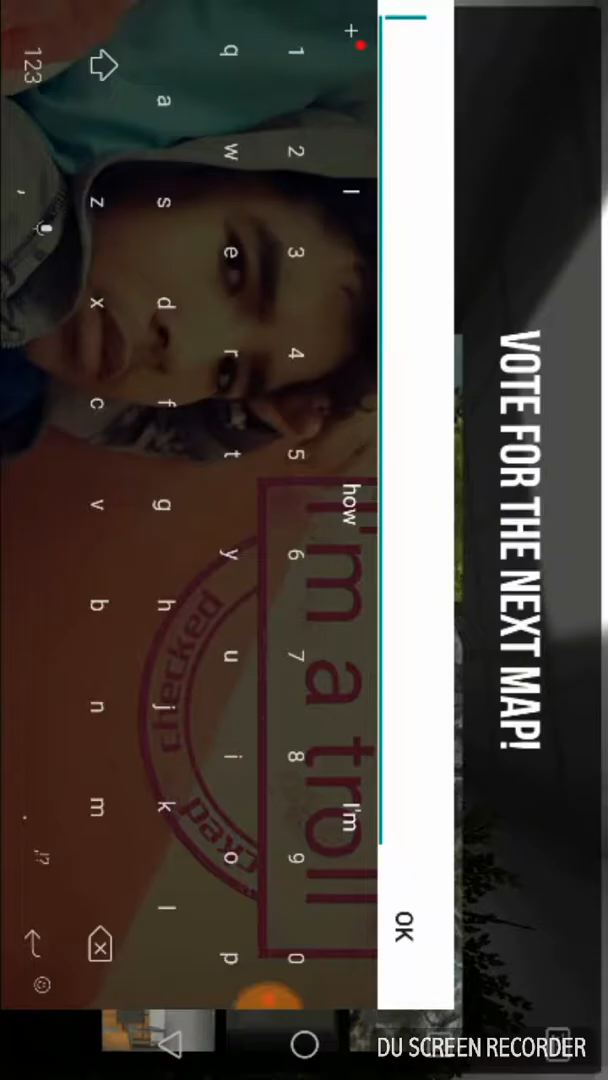 VOTE FOR THE NEXT MAP!
OK
+ I how I'm
1 2 3 4 5 6 7 8 9 0
q w e r t y u i o p
a s d f g h j k l
z x c v b n m
123 , . ,!?
I'm a troll
checked
cked
DU SCREEN RECORDER